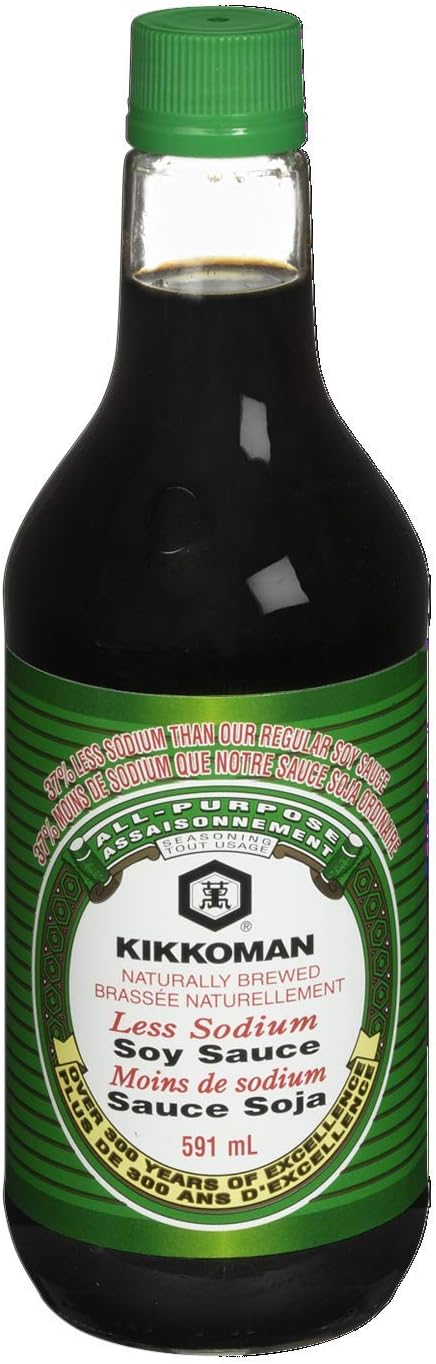 37% LESS SODIUM THAN OUR REGULAR SOY SAUCE
37% MOINS DE SODIUM QUE NOTRE SAUCE SOJA ORDINAIRE
ALL-PURPOSE
ASSAISONNEMENT
SEASONING
TOUT USAGE
萬
®
KIKKOMAN
NATURALLY BREWED
BRASSÉE NATURELLEMENT
Less Sodium
Soy Sauce
Moins de sodium
Sauce Soja
591 mL
OVER 300 YEARS OF EXCELLENCE
PLUS DE 300 ANS D'EXCELLENCE